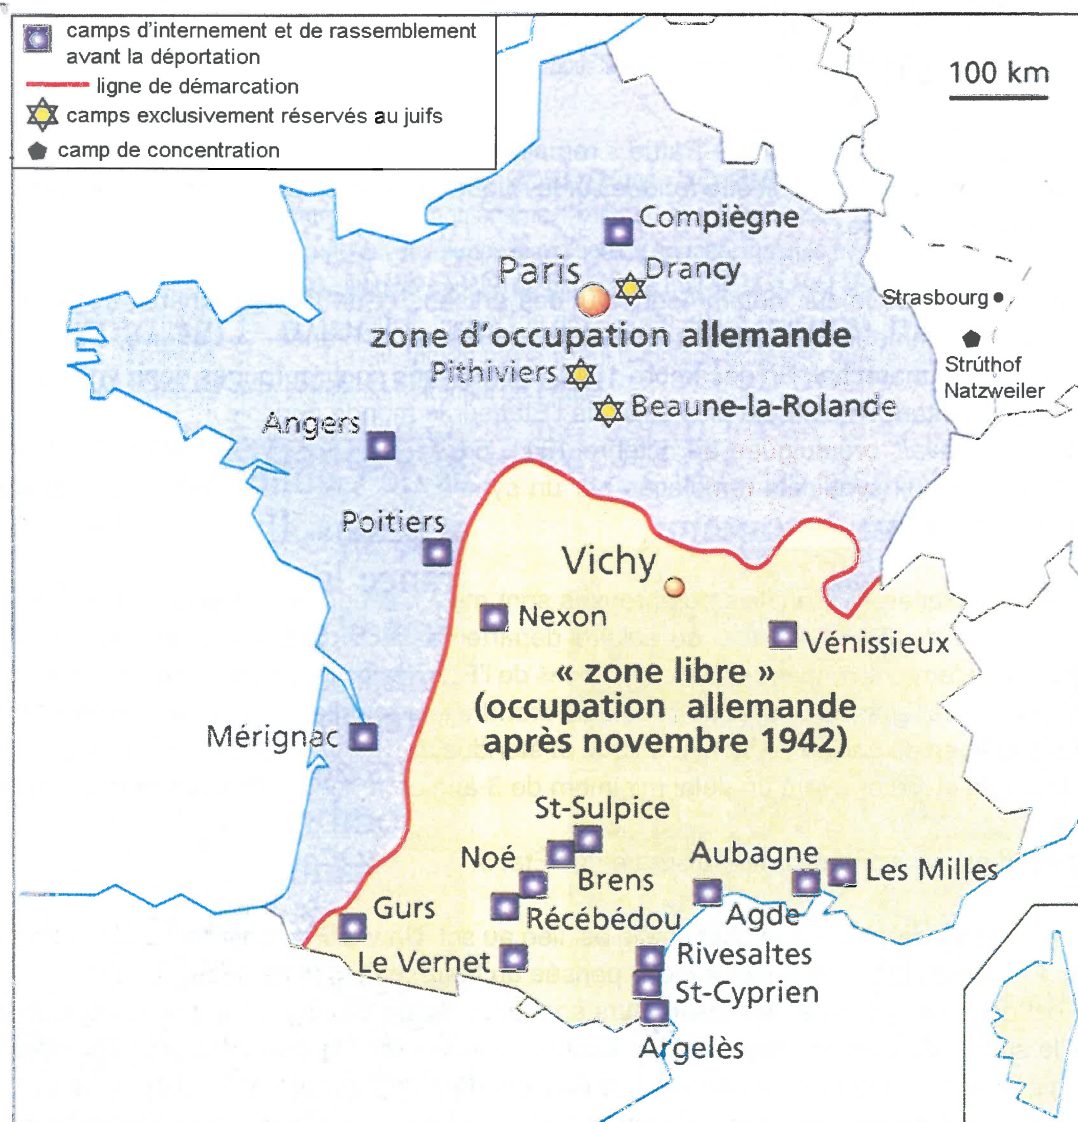 camps d'internement et de rassemblement
avant la déportation
ligne de démarcation
camps exclusivement réservés au juifs
camp de concentration
100 km
Compiègne
Paris
Drancy
Strasbourg
zone d'occupation allemande
Strúthof
Natzweiler
Pithiviers
Beaune-la-Rolande
Angers
Poitiers
Vichy
Nexon
Vénissieux
« zone libre »
(occupation allemande
après novembre 1942)
Mérignac
St-Sulpice
Noé
Brens
Aubagne
Les Milles
Gurs
Récébédou
Agde
Le Vernet
Rivesaltes
St-Cyprien
Argelès